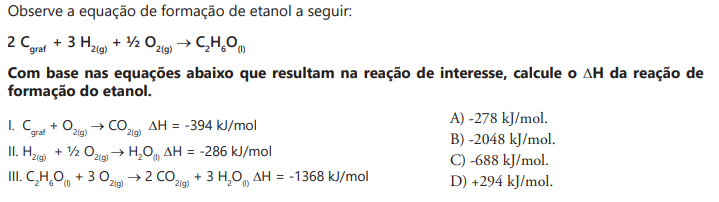 Observe a equação de formação de etanol a seguir:
2 C graf + 3 H2(g) + ½ O2(g) → C2H6O(l)
Com base nas equações abaixo que resultam na reação de interesse, calcule o ΔH da reação de
formação do etanol.
I. C graf + O2(g) → CO2(g) ΔH = -394 kJ/mol
II. H2(g) + ½ O2(g) → H2O(l) ΔH = -286 kJ/mol
III. C2H6O(l) + 3 O2(g) → 2 CO2(g) + 3 H2O(l) ΔH = -1368 kJ/mol
A) -278 kJ/mol.
B) -2048 kJ/mol.
C) -688 kJ/mol.
D) +294 kJ/mol.